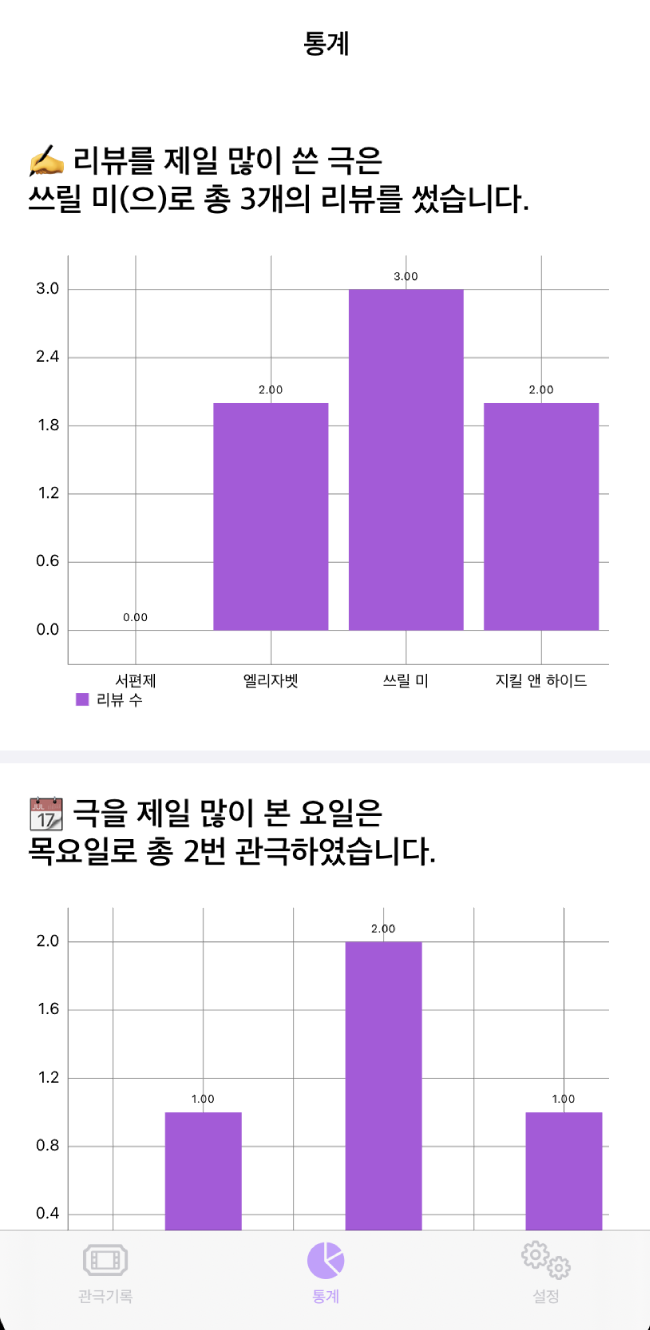 통계
✍️ 리뷰를 제일 많이 쓴 극은
쓰릴 미(으)로 총 3개의 리뷰를 썼습니다.
3.00
3.0
2.4
2.00
2.00
1.8
1.2
0.6
0.00
0.0
서편제 엘리자벳 쓰릴 미 지킬 앤 하이드
리뷰 수
📆 극을 제일 많이 본 요일은
목요일로 총 2번 관극하였습니다.
2.00
2.0
1.6
1.2
1.00
1.00
0.8
0.4
관극기록 통계 설정